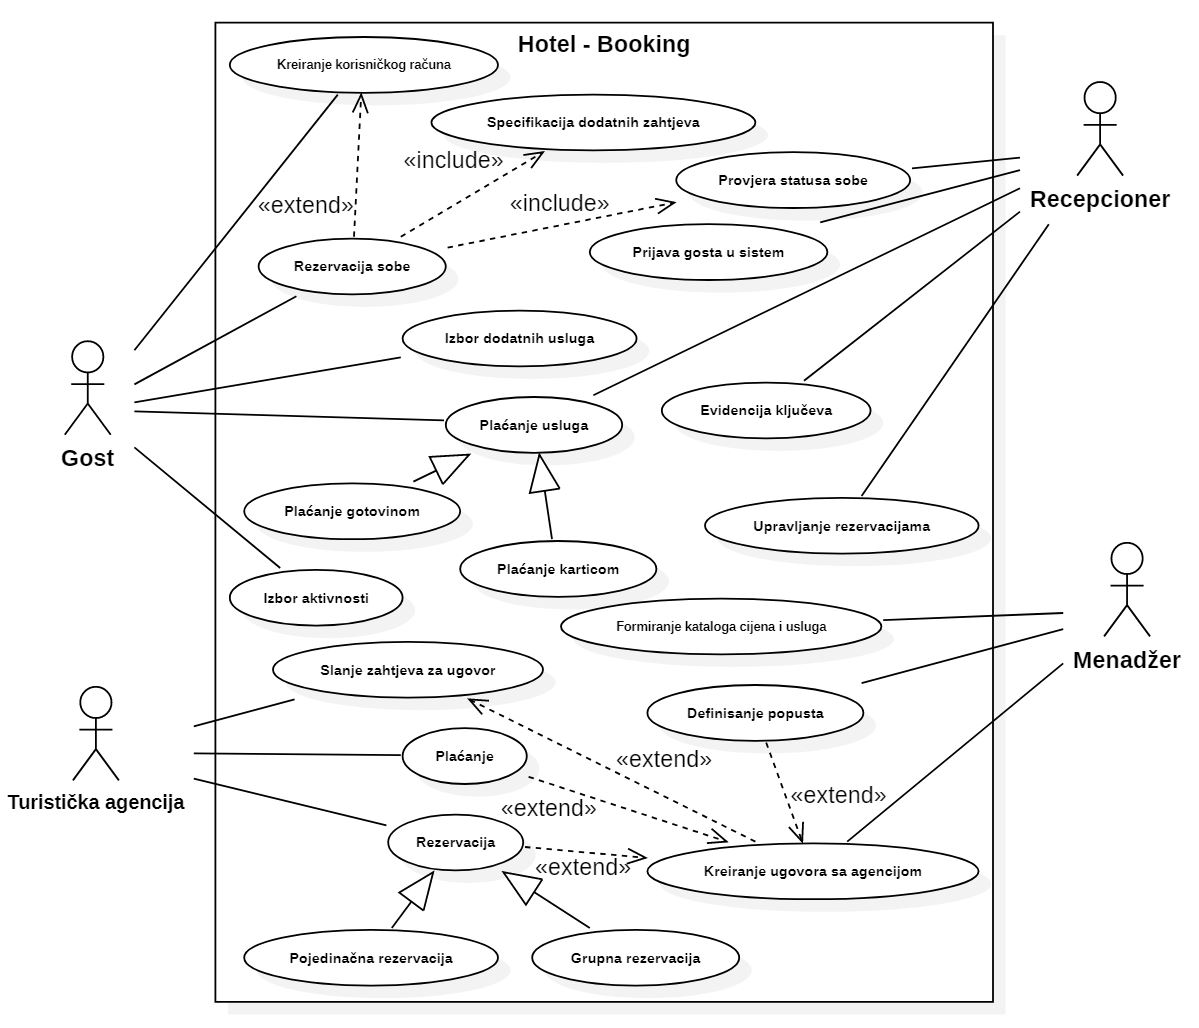 Hotel - Booking
Kreiranje korisničkog računa
Specifikacija dodatnih zahtjeva
«include»
Provjera statusa sobe
Recepcioner
«extend»
«include»
Prijava gosta u sistem
Rezervacija sobe
Izbor dodatnih usluga
Evidencija ključeva
Plaćanje usluga
Gost
Plaćanje gotovinom
Upravljanje rezervacijama
Plaćanje karticom
Izbor aktivnosti
Formiranje kataloga cijena i usluga
Menadžer
Slanje zahtjeva za ugovor
Definisanje popusta
Plaćanje
«extend»
«extend»
Turistička agencija
«extend»
Rezervacija
«extend»
Kreiranje ugovora sa agencijom
Pojedinačna rezervacija
Grupna rezervacija